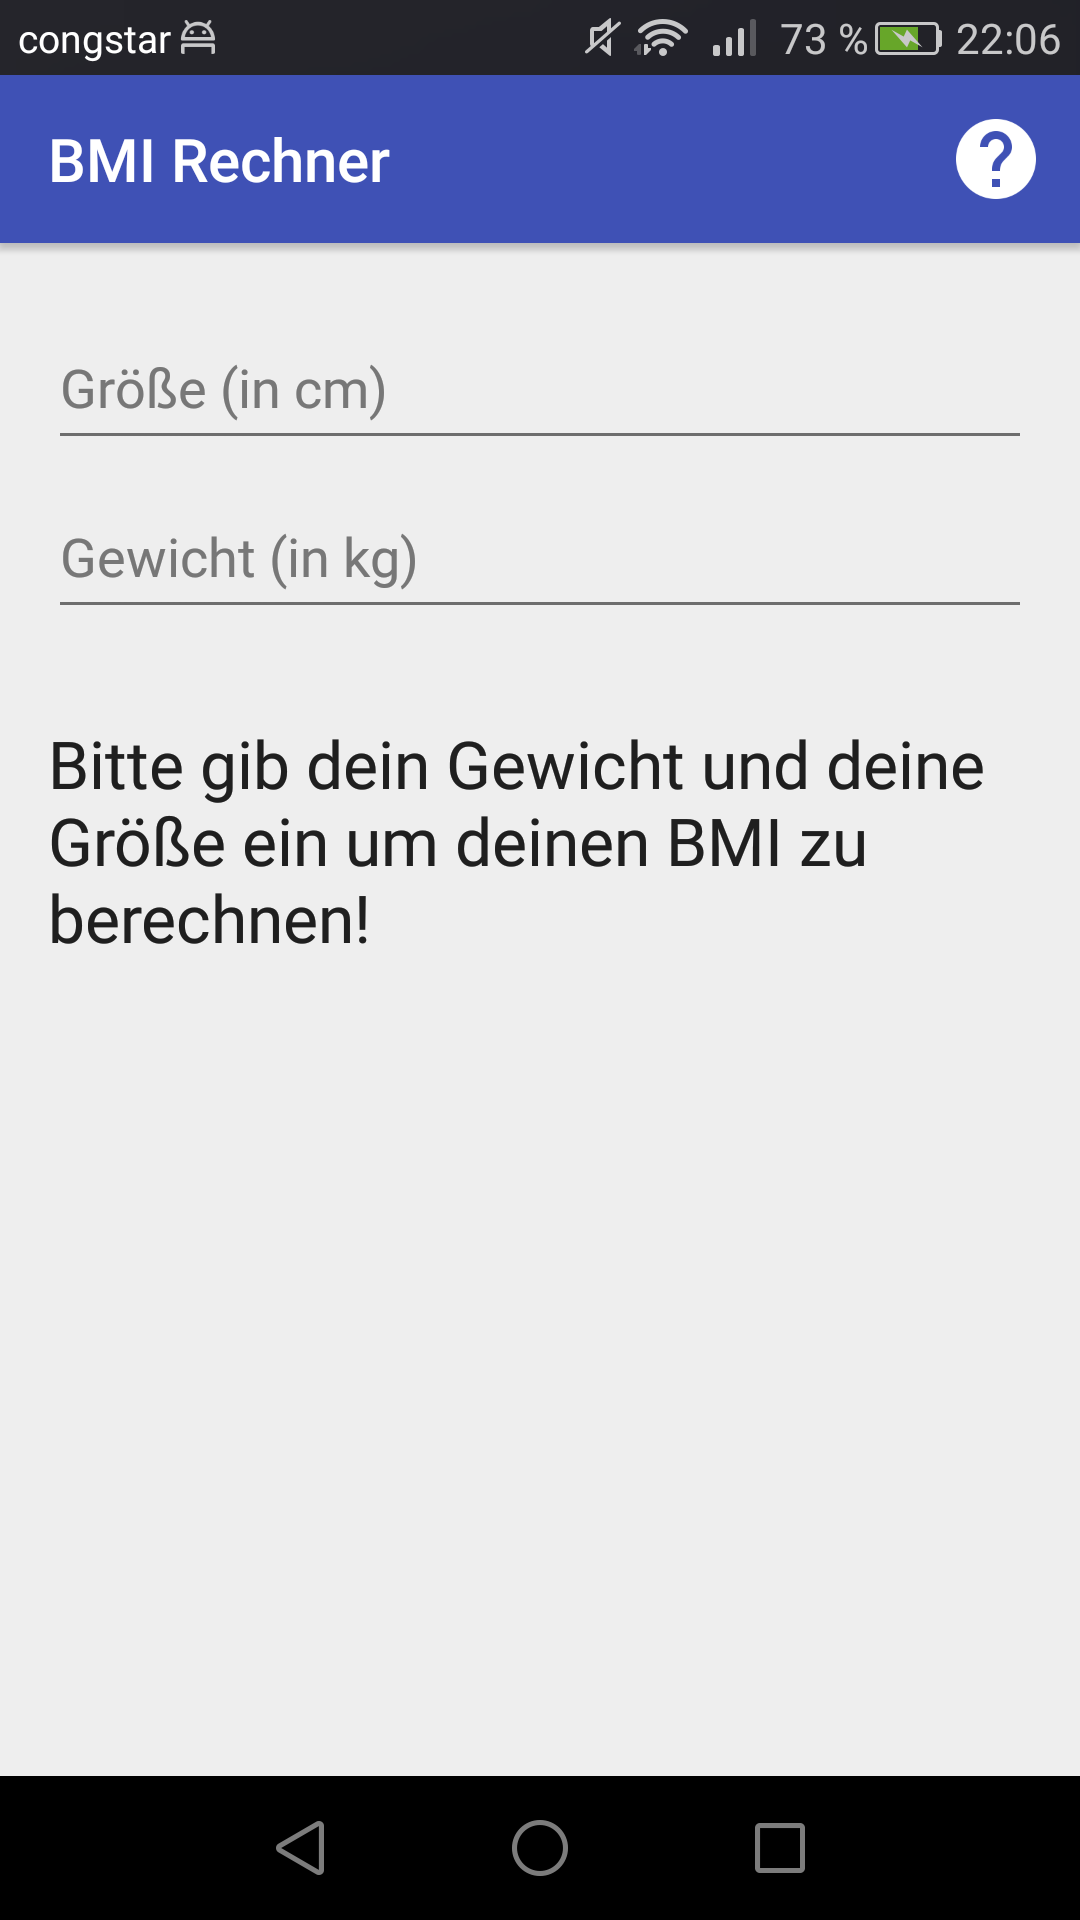 congstar 73 % 22:06
BMI Rechner
Größe (in cm)
Gewicht (in kg)
Bitte gib dein Gewicht und deine
Größe ein um deinen BMI zu
berechnen!